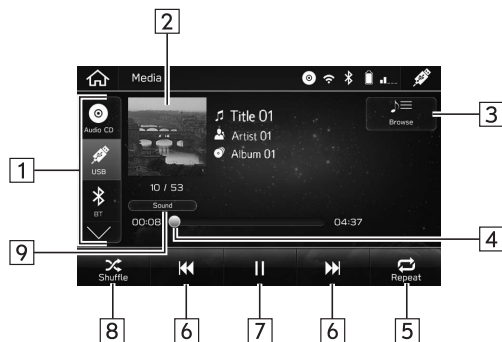 2
Media
Title 01
Artist 01
Album 01
Browse
3
Audio CD
1
USB
10 / 53
BT
Sound
00:08
04:37
4
9
Shuffle
Repeat
8
6
7
6
5